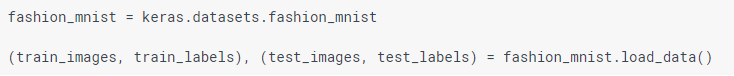 fashion_mnist = keras.datasets.fashion_mnist
(train_images, train_labels), (test_images, test_labels) = fashion_mnist.load_data()